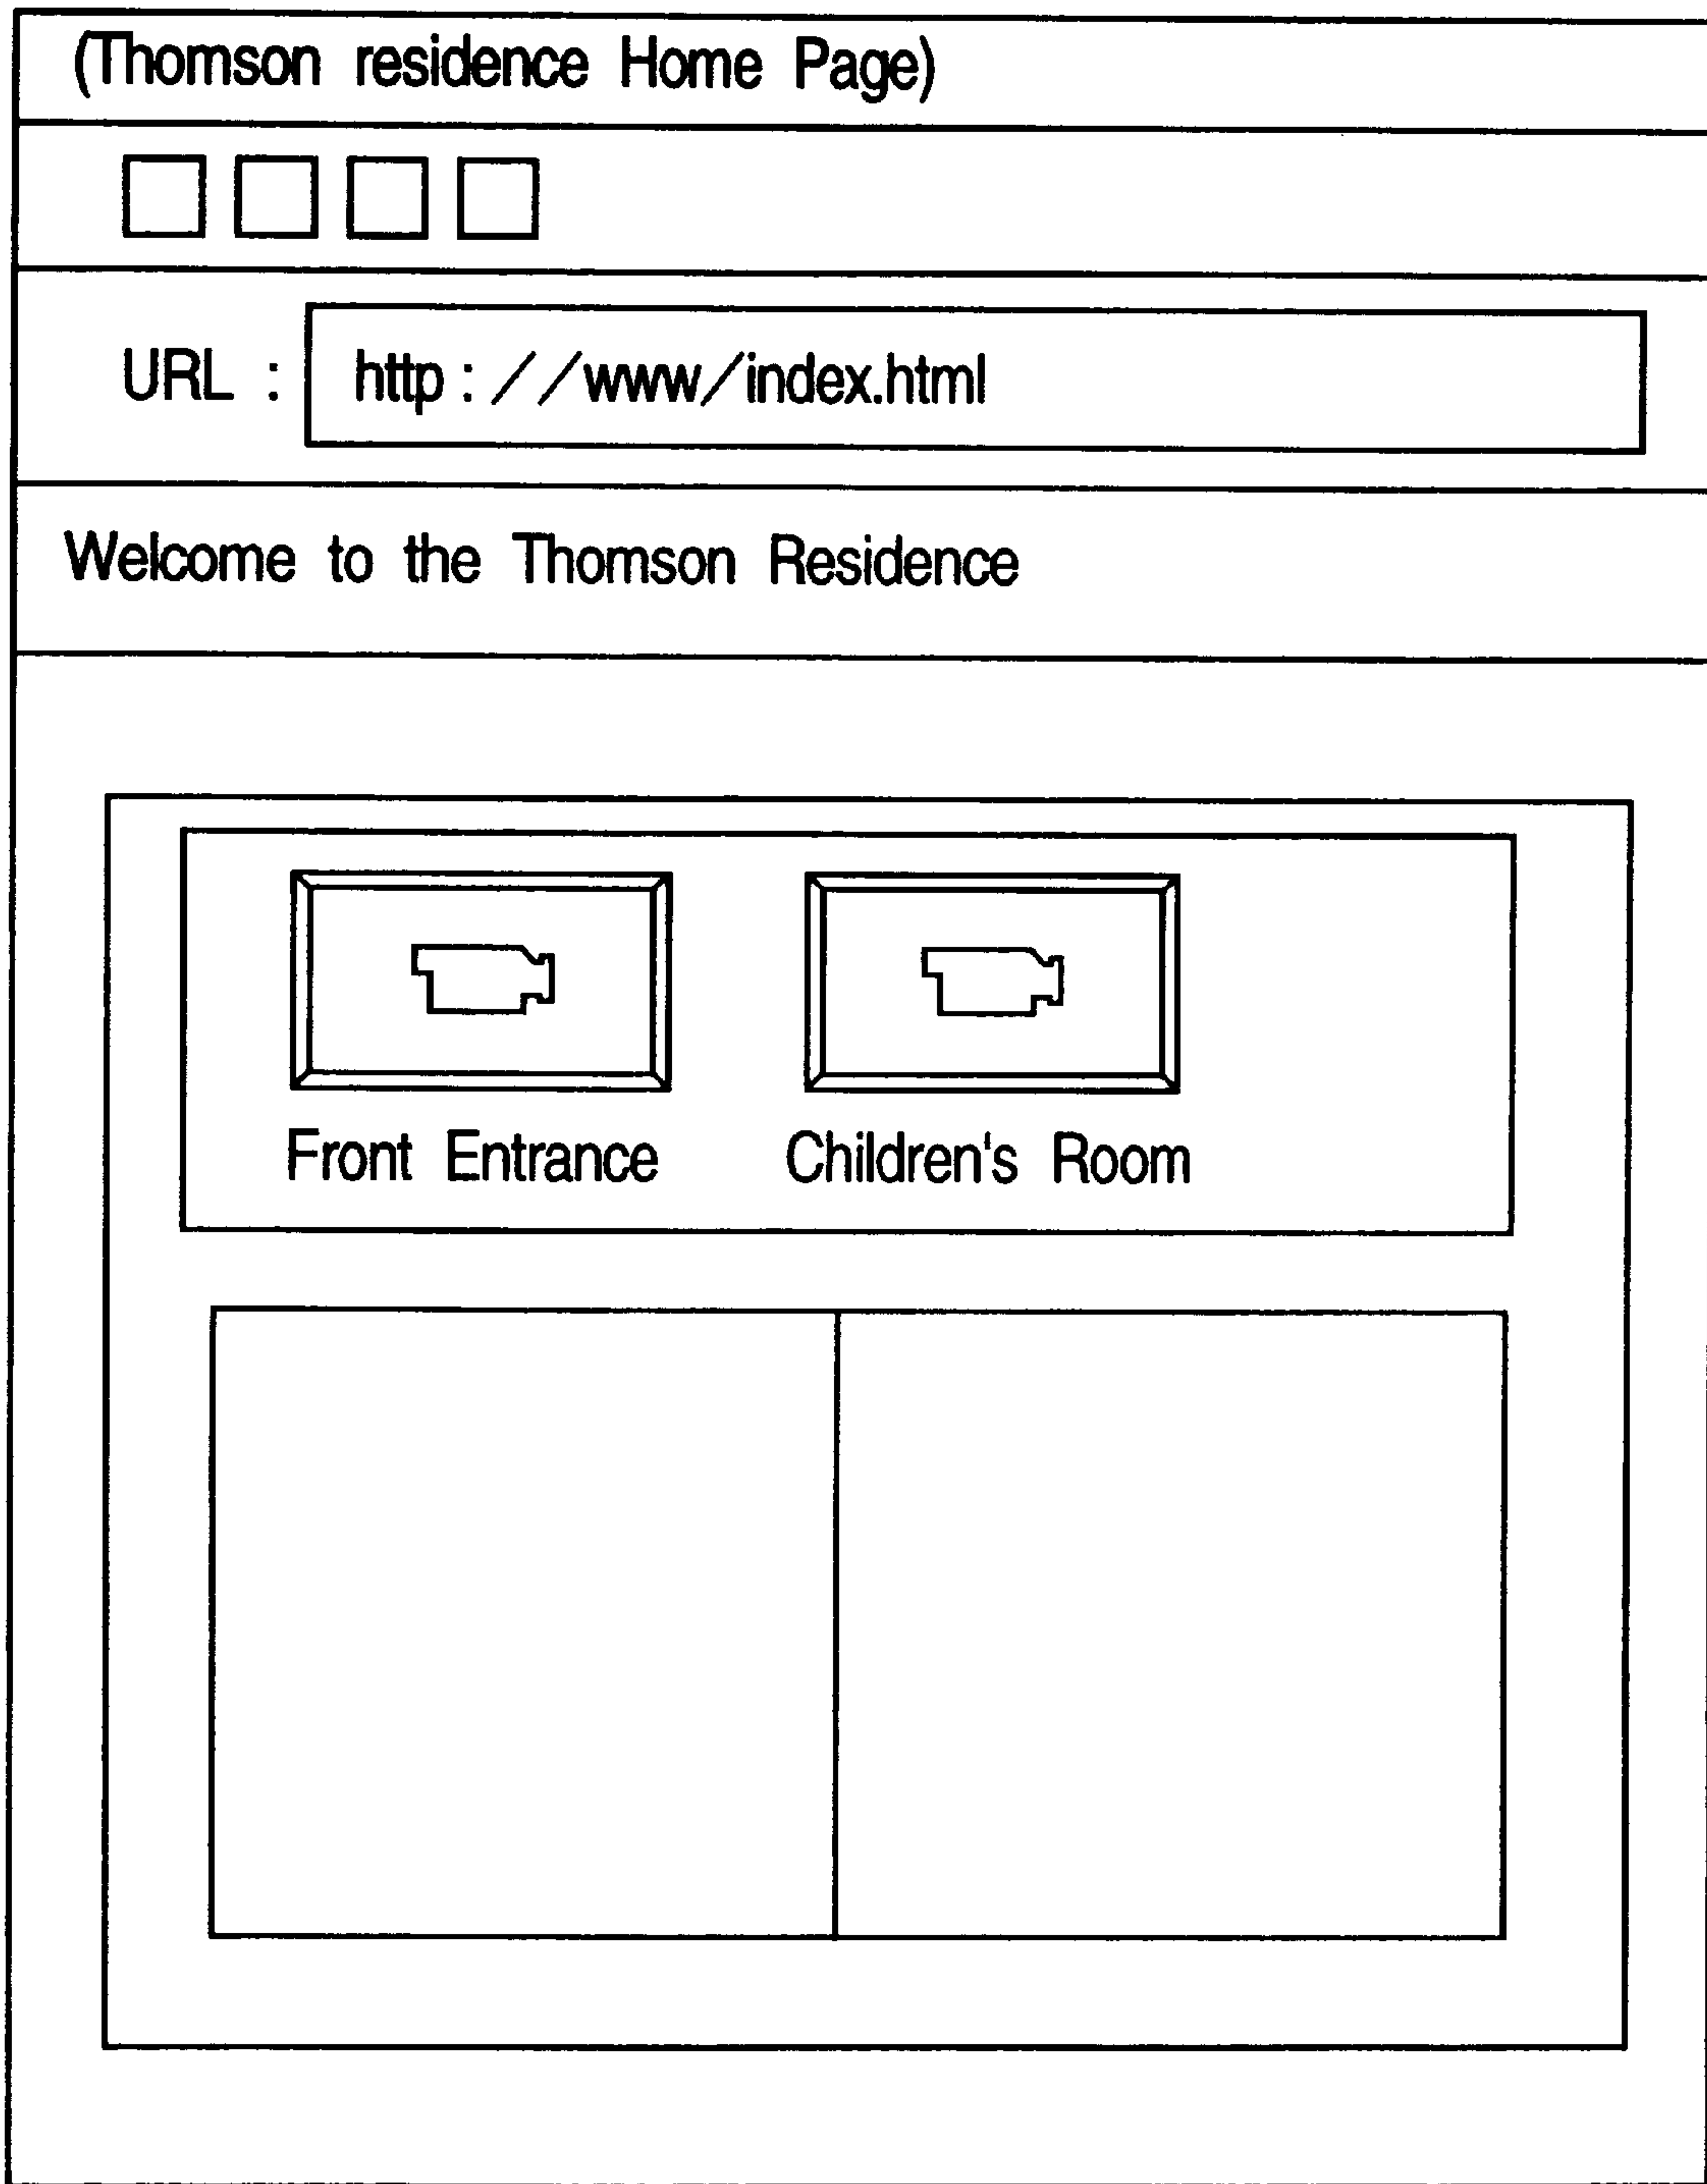 (Thomson residence Home Page)
URL : http://www/index.html
Welcome to the Thomson Residence
Front Entrance Children's Room